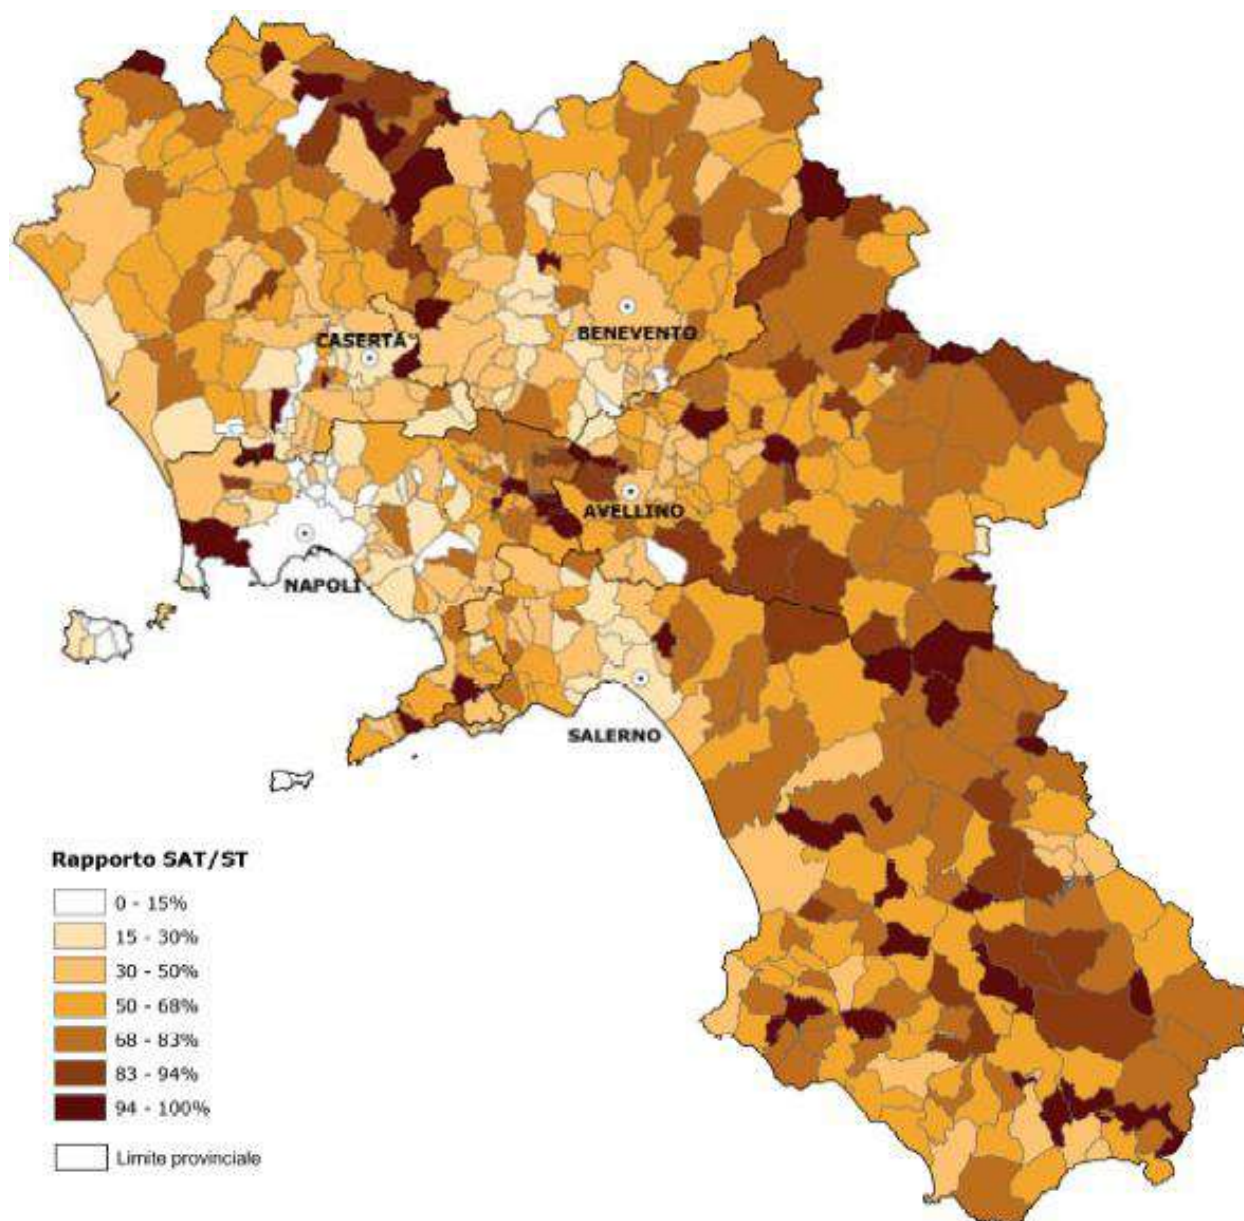 CASERTA
BENEVENTO
AVELLINO
NAPOLI
SALERNO
Rapporto SAT/ST
0 - 15%
15 - 30%
30 - 50%
50 - 68%
68 - 83%
83 - 94%
94 - 100%
Limite provinciale